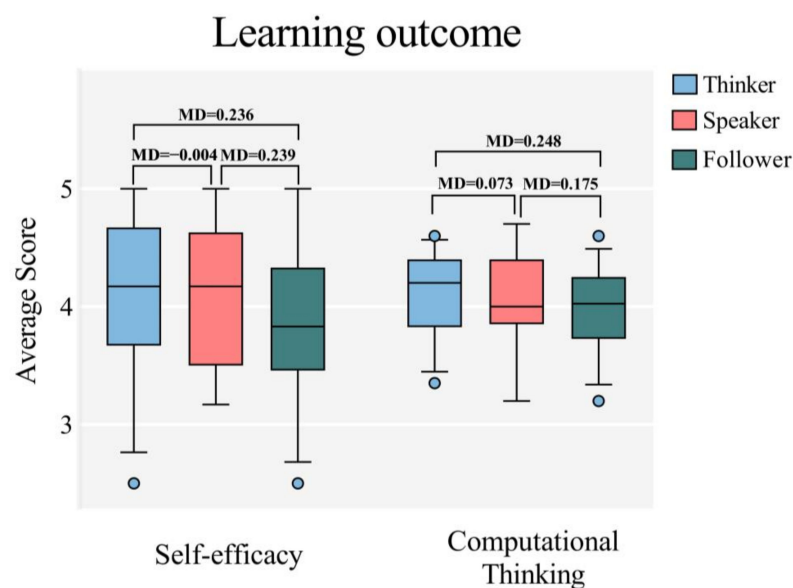 Learning outcome
Thinker
Speaker
Follower
MD=0.236
MD=−0.004
MD=0.239
MD=0.248
MD=0.073
MD=0.175
5
4
3
Average Score
Self-efficacy
Computational
Thinking